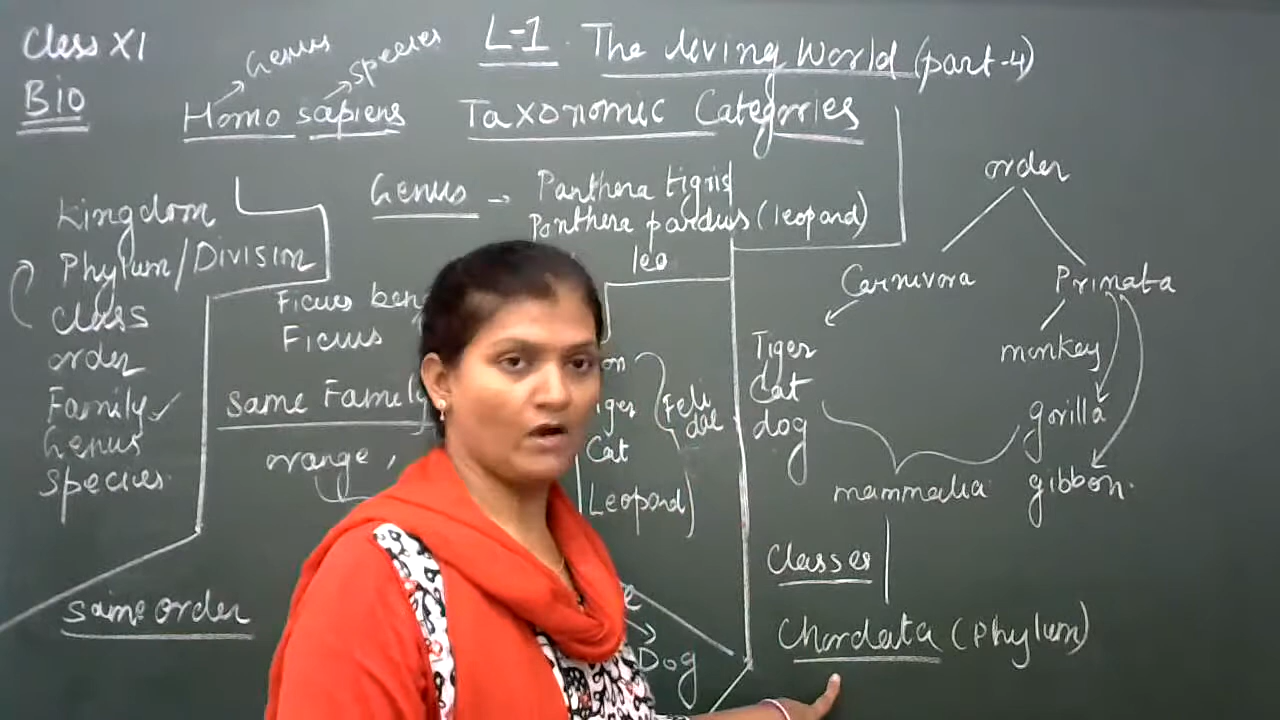 Class XI
Bio
L-1. The living World (part-4)
Genus
species
Homo sapiens
Taxonomic Categories
Kingdom
Phylum/Division
Class
order
Family ✓
Genus
species
Genus - Panthera tigris
Panthera pardus (leopard)
leo
Ficus
Ficus
same Family
orange,
Cat
Leopard
Felidae
same order
Dog
order
Carnivora
Primata
Tiger
Cat
dog
monkey
gorilla
gibbon.
mammalia
Classes
Chordata (Phylum)